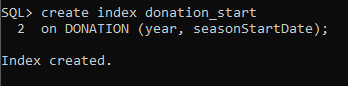 SQL> create index donation_start
2 on DONATION (year, seasonStartDate);
Index created.